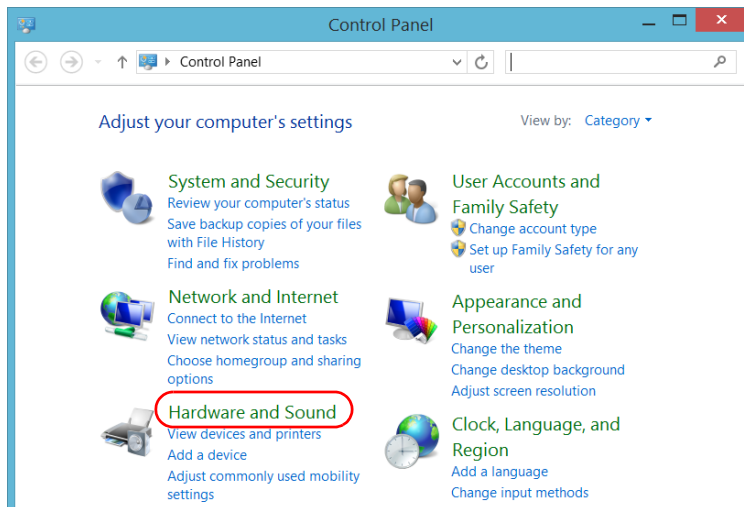 Control Panel
Control Panel
Adjust your computer's settings
View by: Category
System and Security
Review your computer's status
Save backup copies of your files
with File History
Find and fix problems
Network and Internet
Connect to the Internet
View network status and tasks
Choose homegroup and sharing
options
Hardware and Sound
View devices and printers
Add a device
Adjust commonly used mobility
settings
User Accounts and
Family Safety
Change account type
Set up Family Safety for any
user
Appearance and
Personalization
Change the theme
Change desktop background
Adjust screen resolution
Clock, Language, and
Region
Add a language
Change input methods